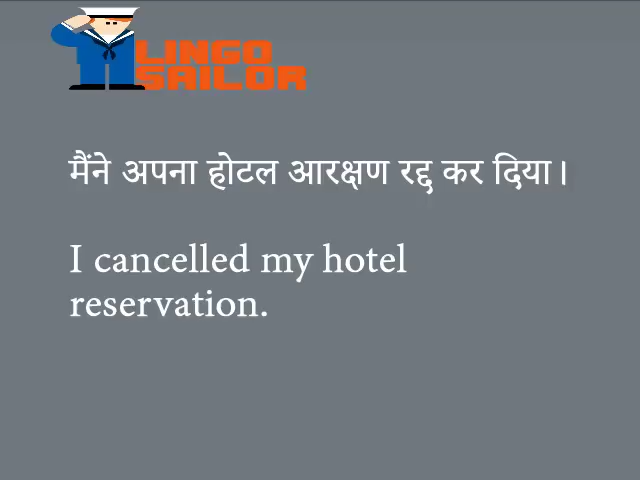 LINGO
SAILOR
मैंने अपना होटल आरक्षण रद्द कर दिया।
I cancelled my hotel
reservation.